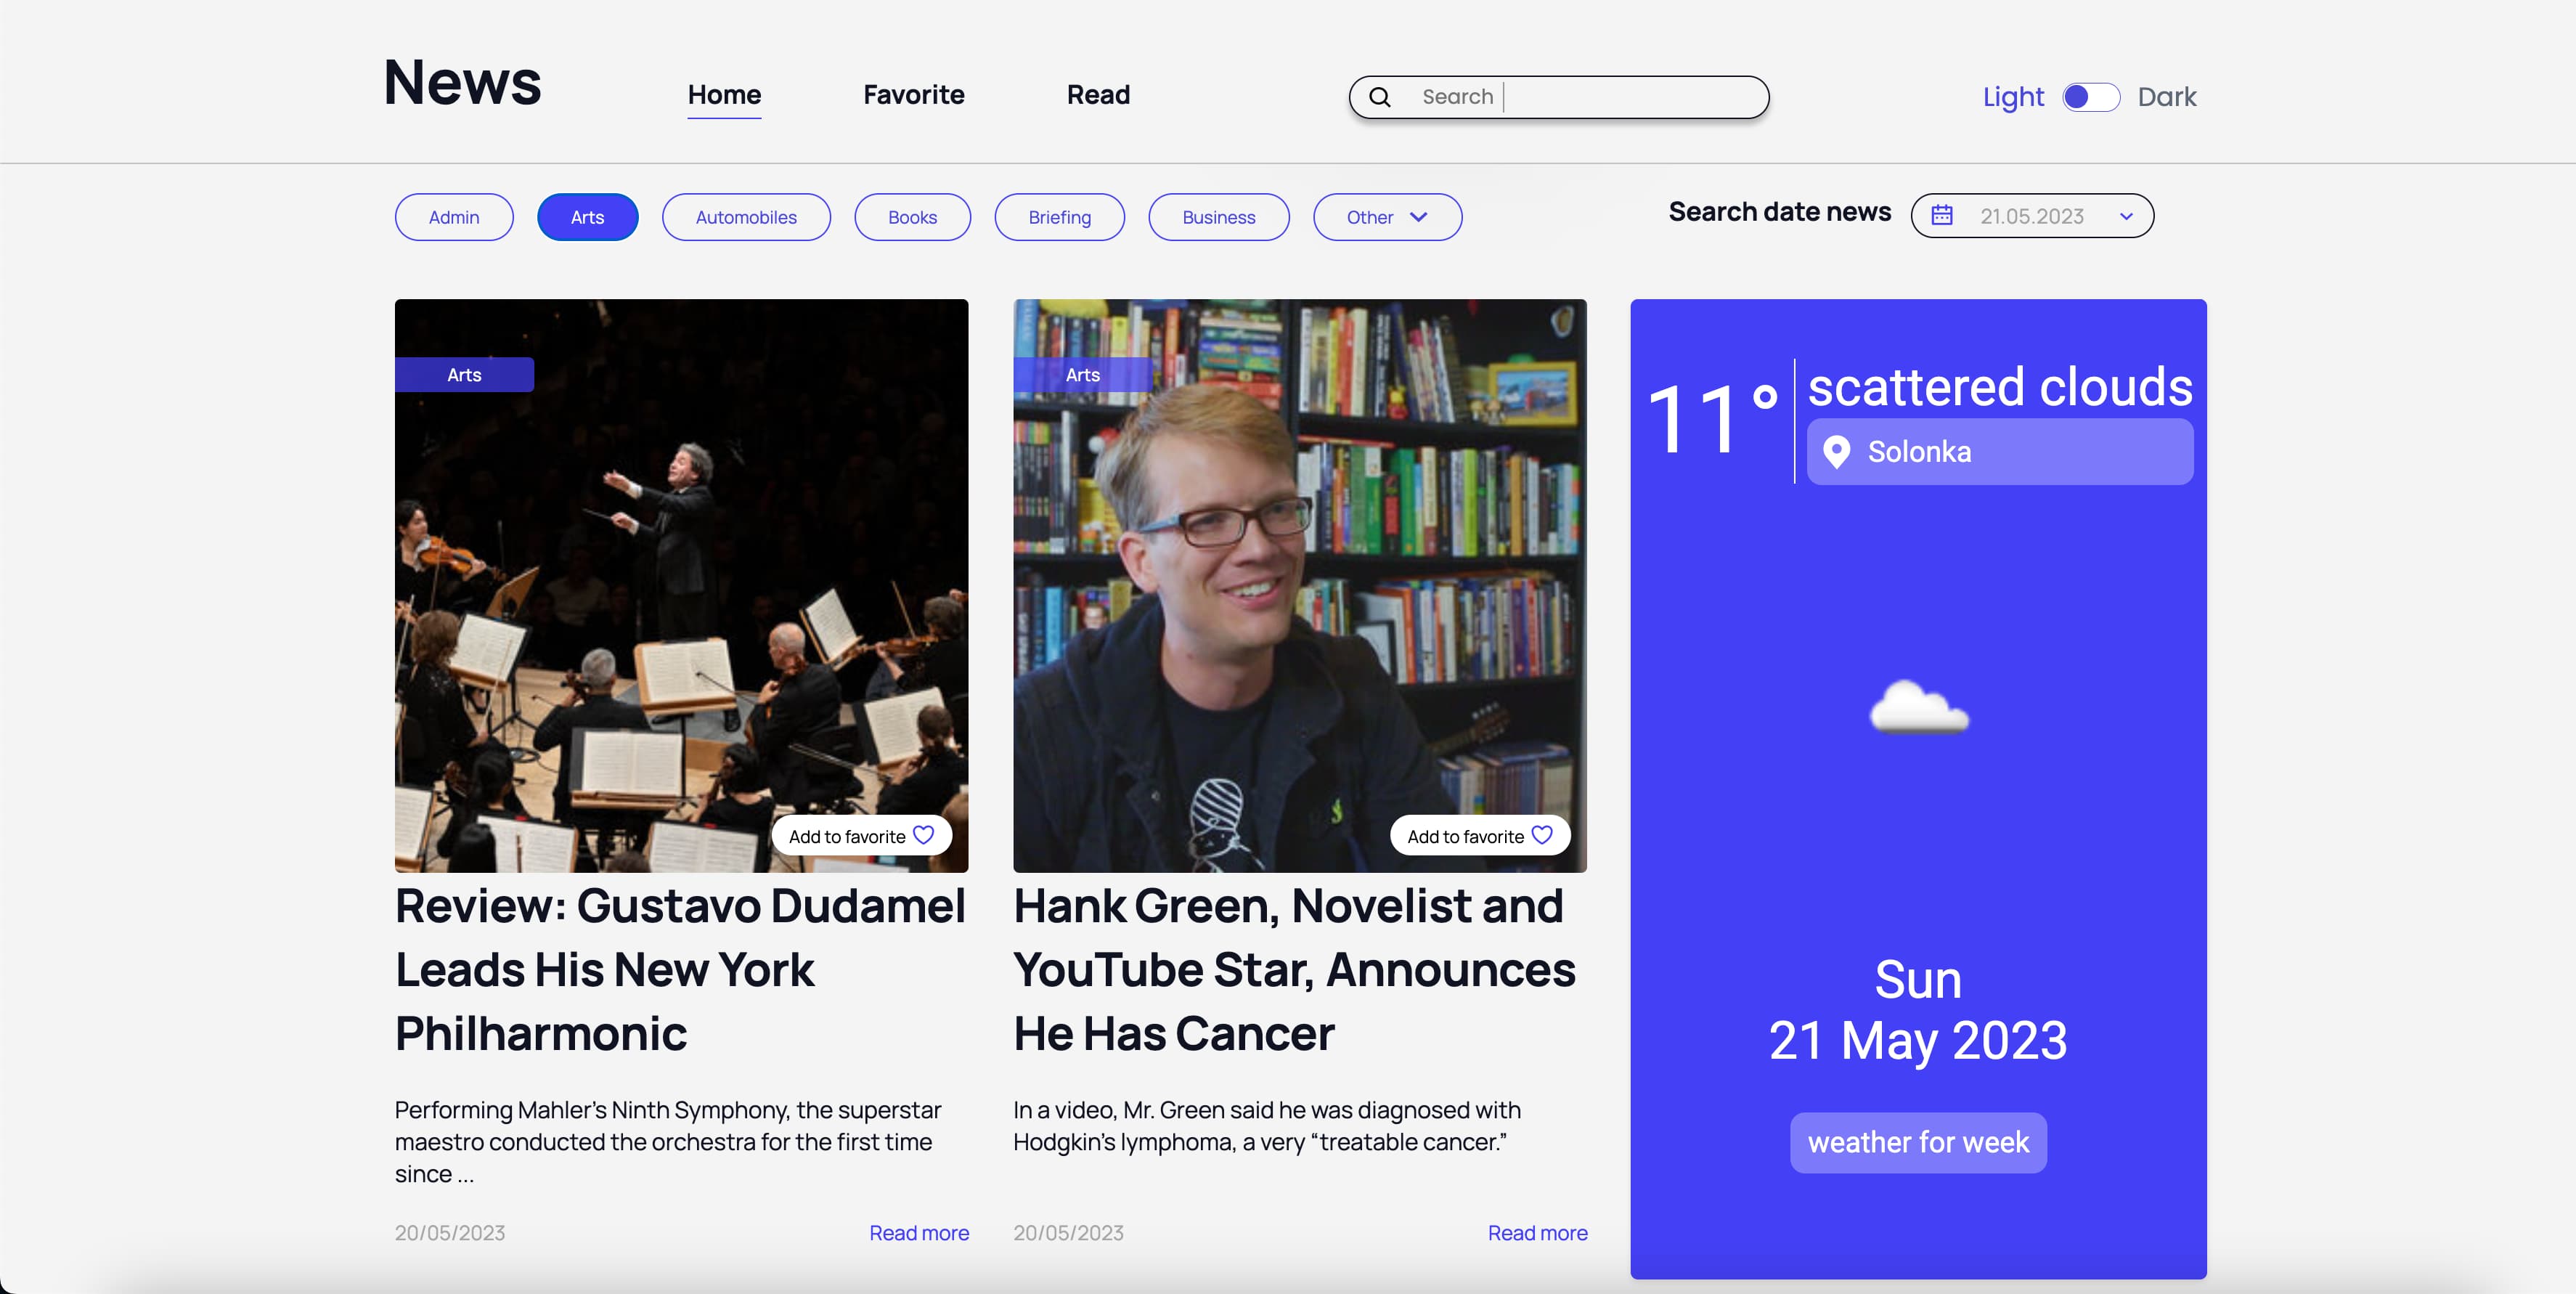 News
Home
Favorite
Read
Search
Light
Dark
Admin
Arts
Automobiles
Books
Briefing
Business
Other
Search date news
21.05.2023
Arts
Add to favorite
Review: Gustavo Dudamel
Leads His New York
Philharmonic
Performing Mahler’s Ninth Symphony, the superstar
maestro conducted the orchestra for the first time
since ...
20/05/2023
Read more
Arts
Add to favorite
Hank Green, Novelist and
YouTube Star, Announces
He Has Cancer
In a video, Mr. Green said he was diagnosed with
Hodgkin’s lymphoma, a very “treatable cancer.”
20/05/2023
Read more
11°
scattered clouds
Solonka
Sun
21 May 2023
weather for week